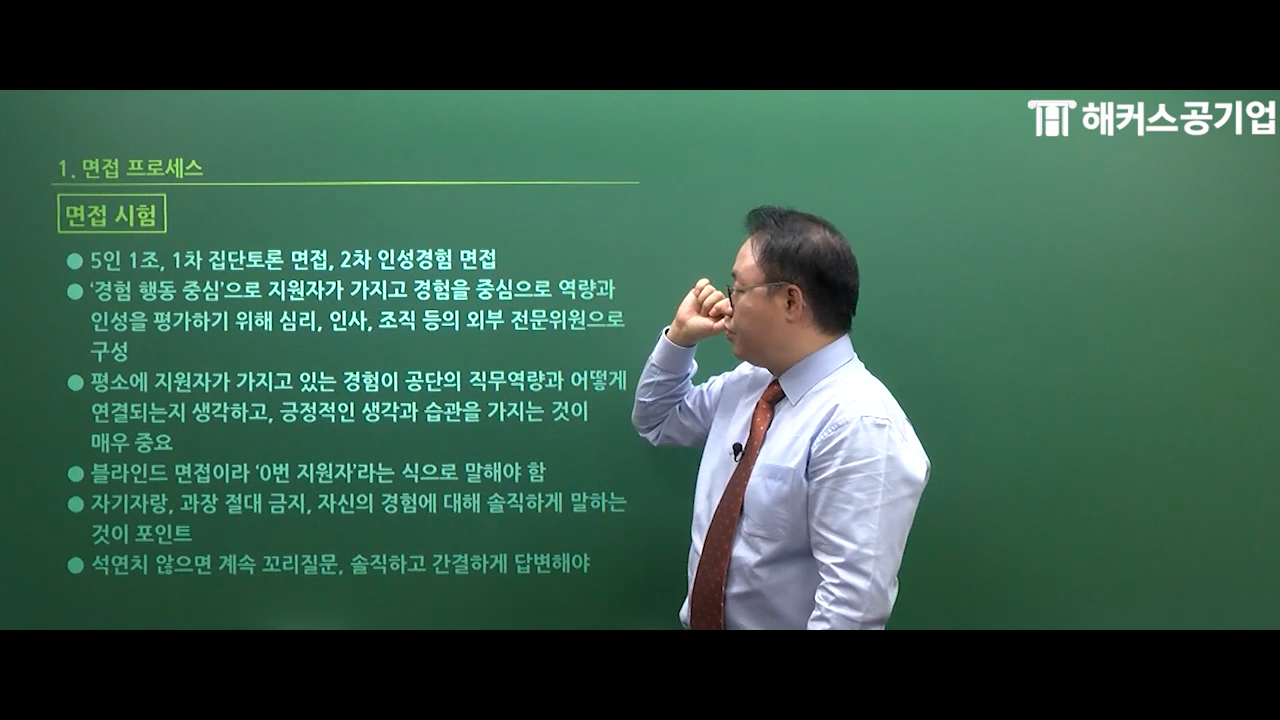 해커스공기업
1. 면접 프로세스
면접 시험
● 5인 1조, 1차 집단토론 면접, 2차 인성경험 면접
● ‘경험 행동 중심’으로 지원자가 가지고 경험을 중심으로 역량과
인성을 평가하기 위해 심리, 인사, 조직 등의 외부 전문위원으로
구성
● 평소에 지원자가 가지고 있는 경험이 공단의 직무역량과 어떻게
연결되는지 생각하고, 긍정적인 생각과 습관을 가지는 것이
매우 중요
● 블라인드 면접이라 ‘0번 지원자’라는 식으로 말해야 함
● 자기자랑, 과장 절대 금지, 자신의 경험에 대해 솔직하게 말하는
것이 포인트
● 석연치 않으면 계속 꼬리질문, 솔직하고 간결하게 답변해야